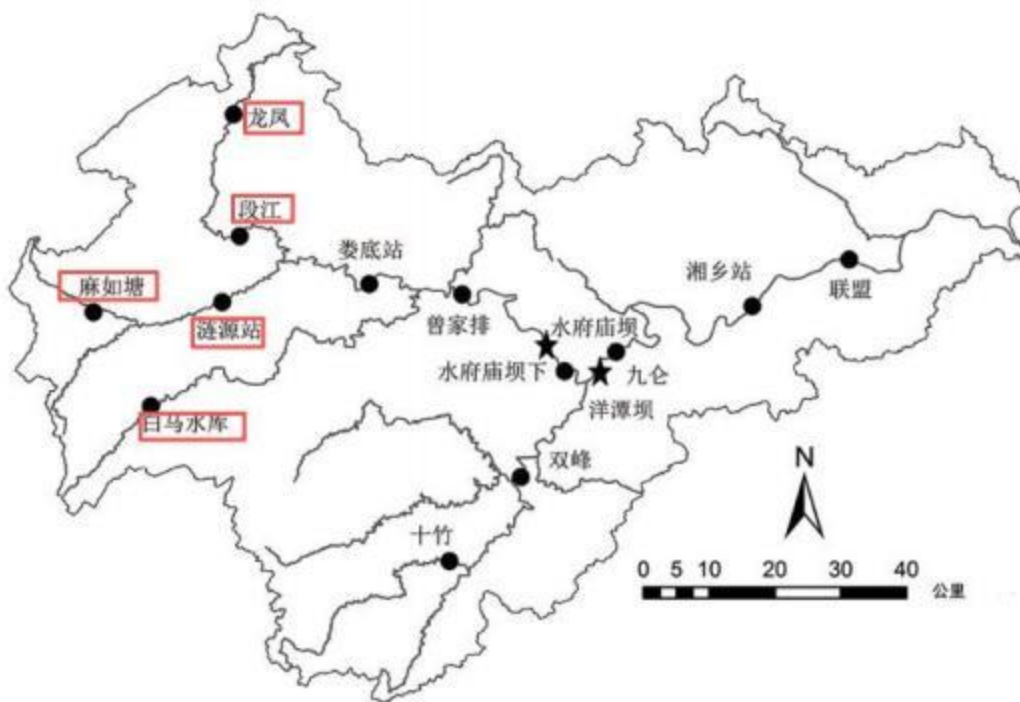 龙凤
段江
娄底站
麻如塘
湘乡站
联盟
涟源站
曾家排
水府庙坝
水府庙坝下
九仑
洋潭坝
白马水库
双峰
N
十竹
0 5 10 20 30 40
公里